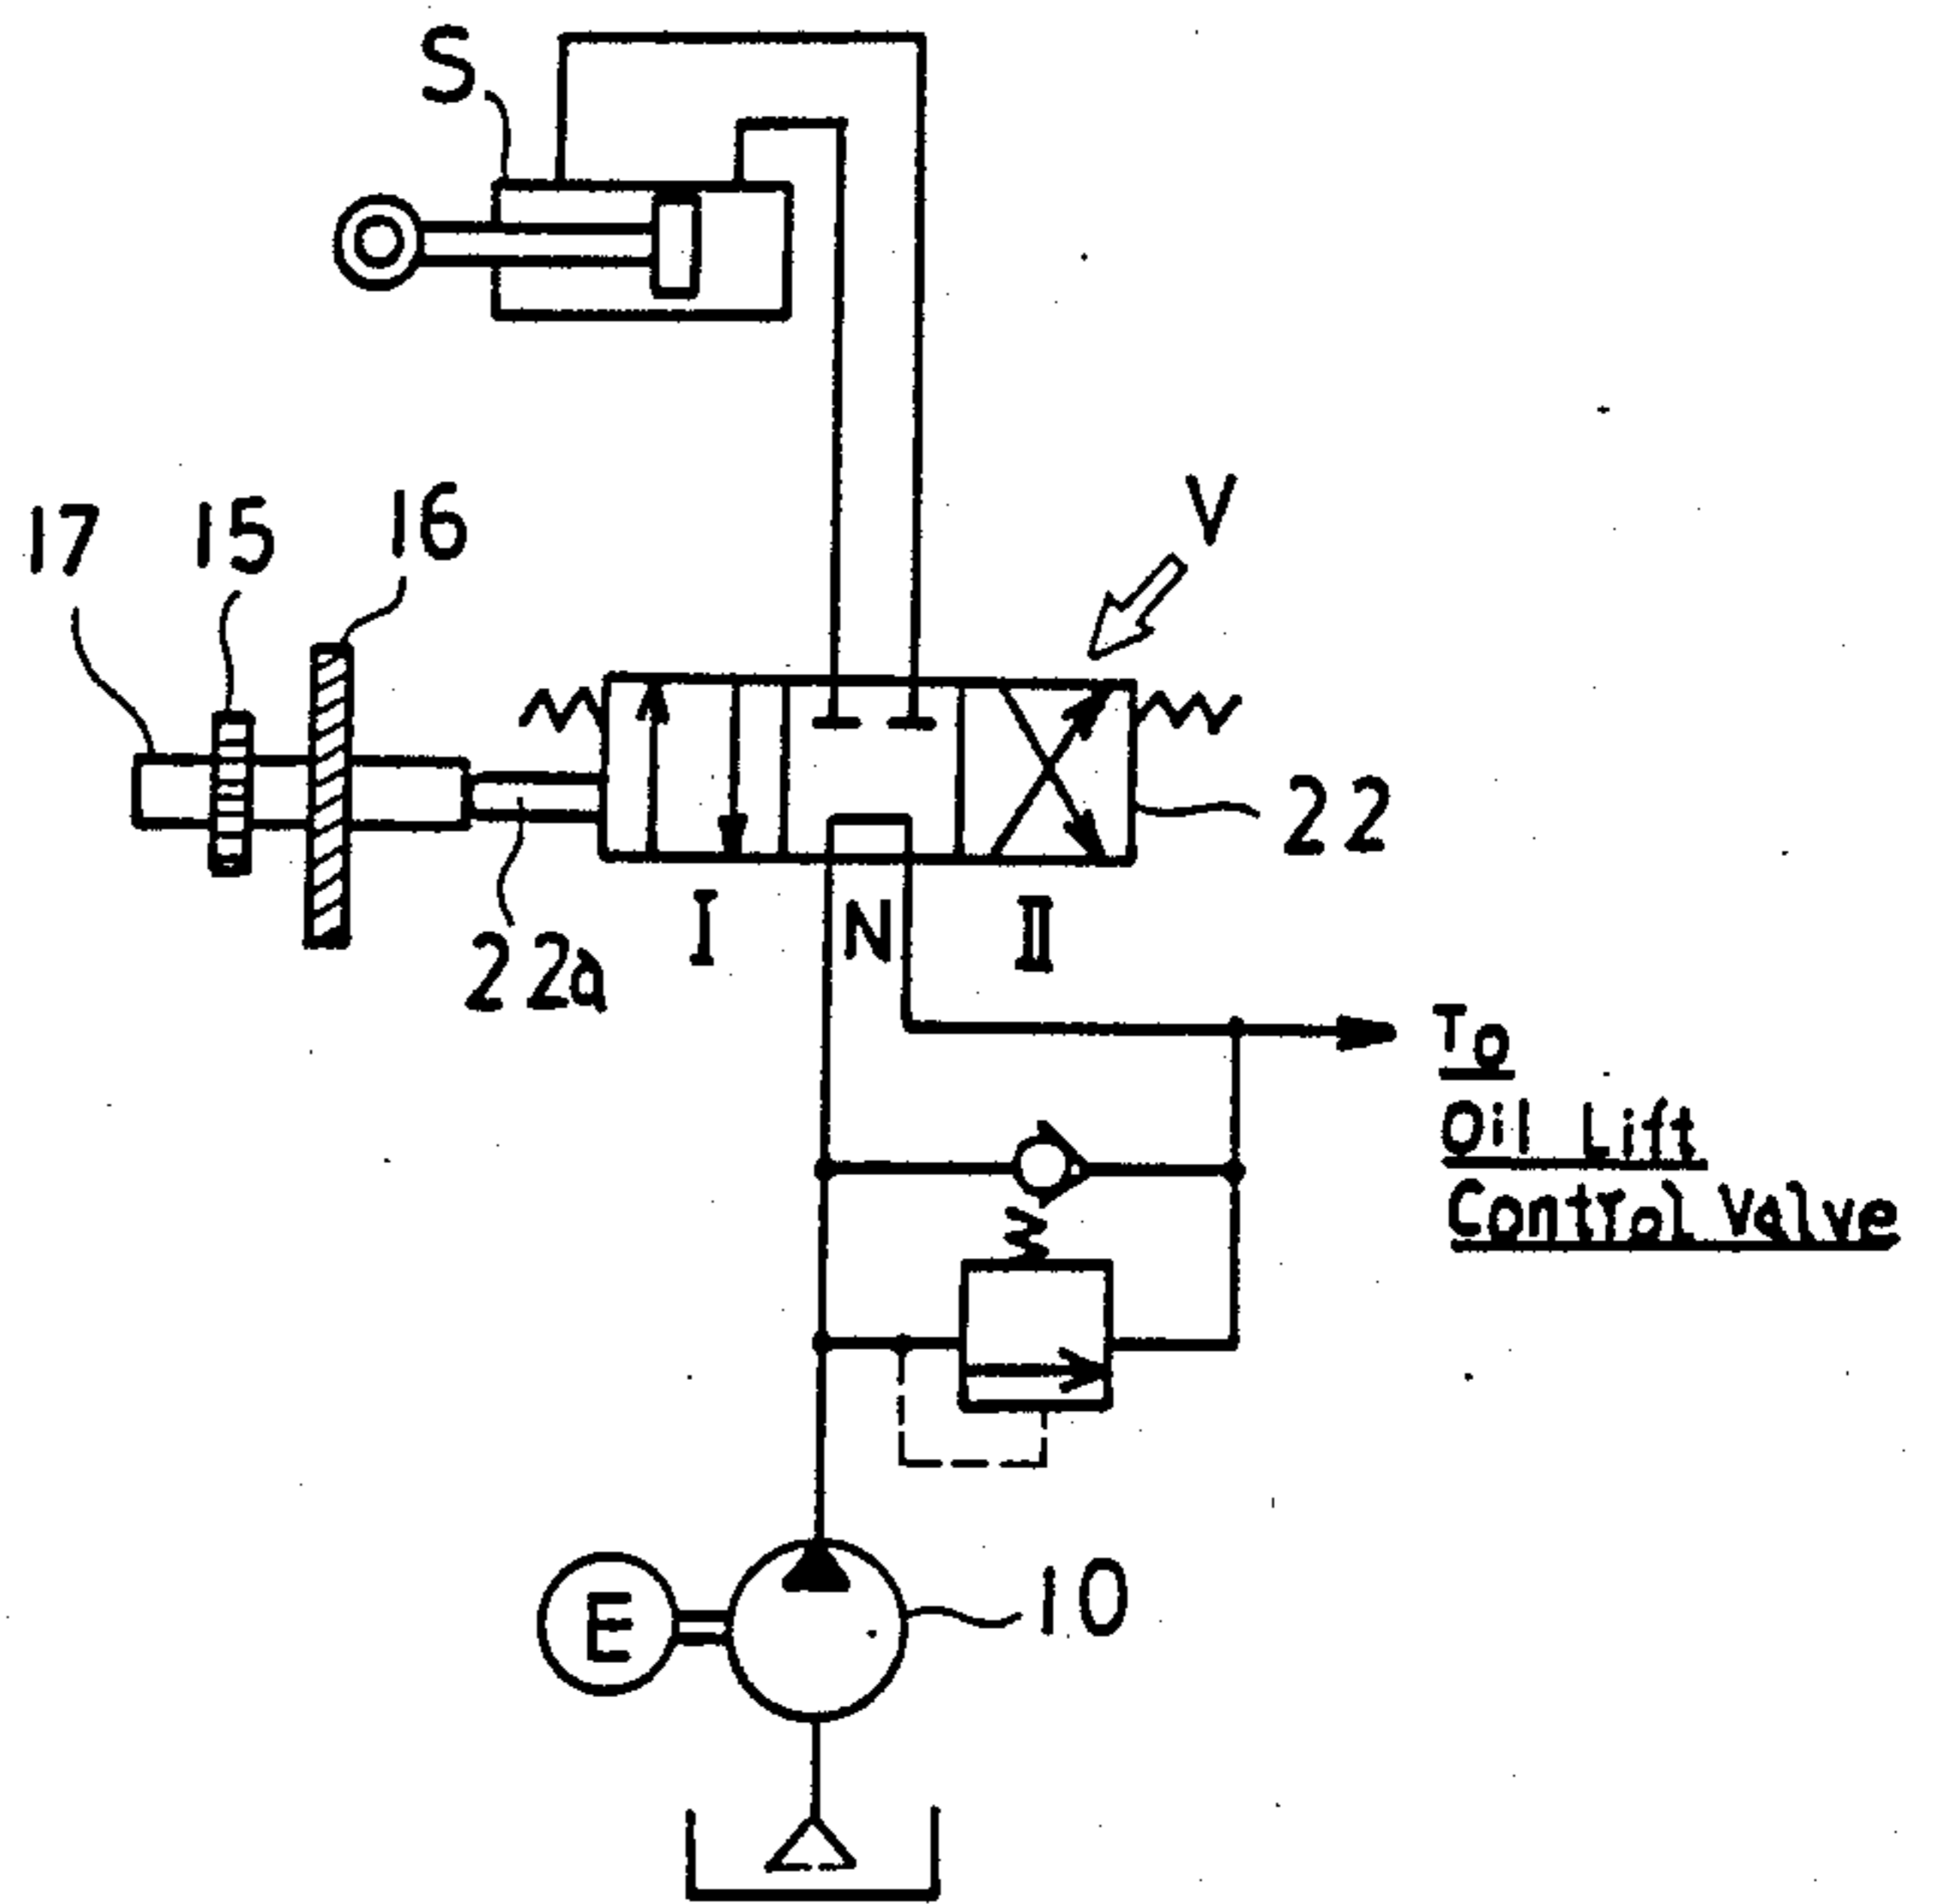 S
V
17
15
16
22
22a
I
N
II
To
Oil Lift
Control Valve
E
10